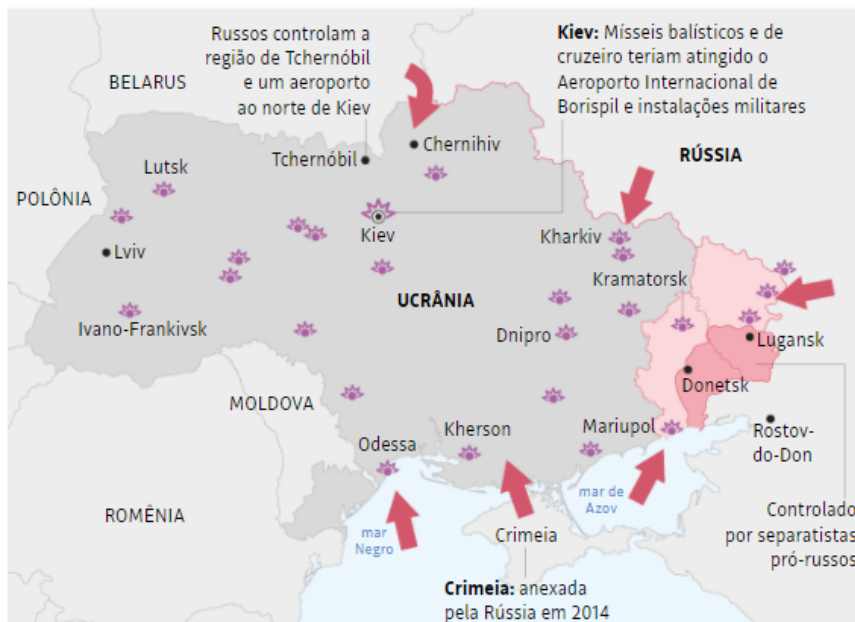 Russos controlam a
região de Tchernóbil
e um aeroporto
ao norte de Kiev
Kiev: Mísseis balísticos e de
cruzeiro teriam atingido o
Aeroporto Internacional de
Borispil e instalações militares
BELARUS
Chernihiv
Tchernóbil
RÚSSIA
Lutsk
POLÔNIA
Kiev
Kharkiv
Lviv
Kramatorsk
UCRÂNIA
Ivano-Frankivsk
Dnipro
Lugansk
Donetsk
MOLDOVA
Kherson
Mariupol
Odessa
Rostov-
do-Don
mar de
Azov
ROMÊNIA
mar
Negro
Crimeia
Controlado
por separatistas
pró-russos
Crimeia: anexada
pela Rússia em 2014